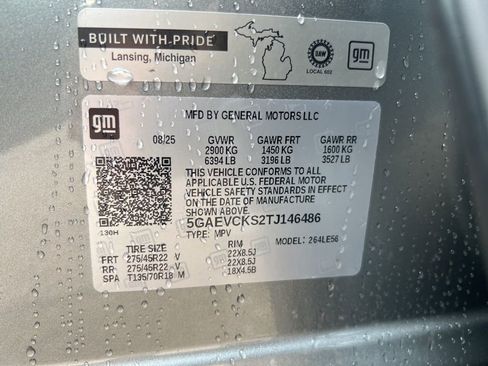 BUILT WITH PRIDE
Lansing, Michigan
UAW
LOCAL 602
gm
gm
MFD BY GENERAL MOTORS LLC
08/25 GVWR GAWR FRT GAWR RR
2900 KG 1450 KG 1600 KG
6394 LB 3196 LB 3527 LB
THIS VEHICLE CONFORMS TO ALL
APPLICABLE U.S. FEDERAL MOTOR
VEHICLE SAFETY STANDARDS IN EFFECT
ON THE DATE OF MANUFACTURE
SHOWN ABOVE.
5GAEVCKS2TJ146486
130H TYPE: MPV MODEL: 264LE56
TIRE SIZE RIM
FRT 275/45R22 V 22X8.5J
RR 275/45R22 V 22X8.5J
SPA T135/70R18 M 18X4.5B